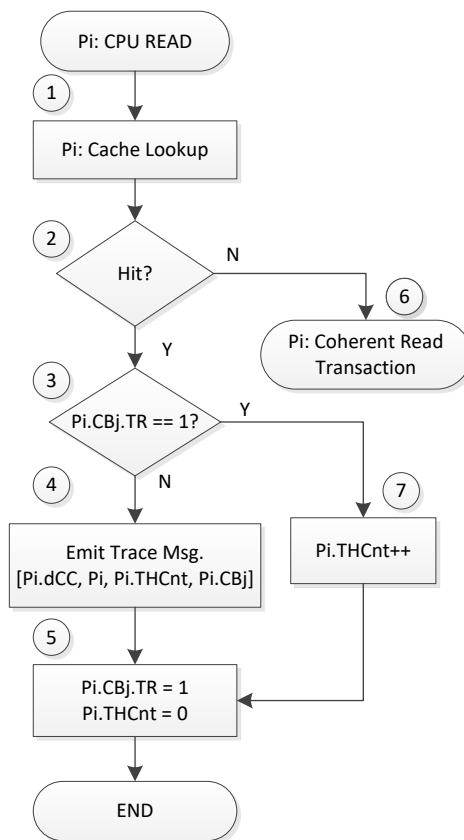 Pi: CPU READ
1
Pi: Cache Lookup
2
Hit?
N
6
Pi: Coherent Read
Transaction
Y
3
Pi.CBj.TR == 1?
Y
N
4
7
Emit Trace Msg.
[Pi.dCC, Pi, Pi.THCnt, Pi.CBj]
Pi.THCnt++
5
Pi.CBj.TR = 1
Pi.THCnt = 0
END